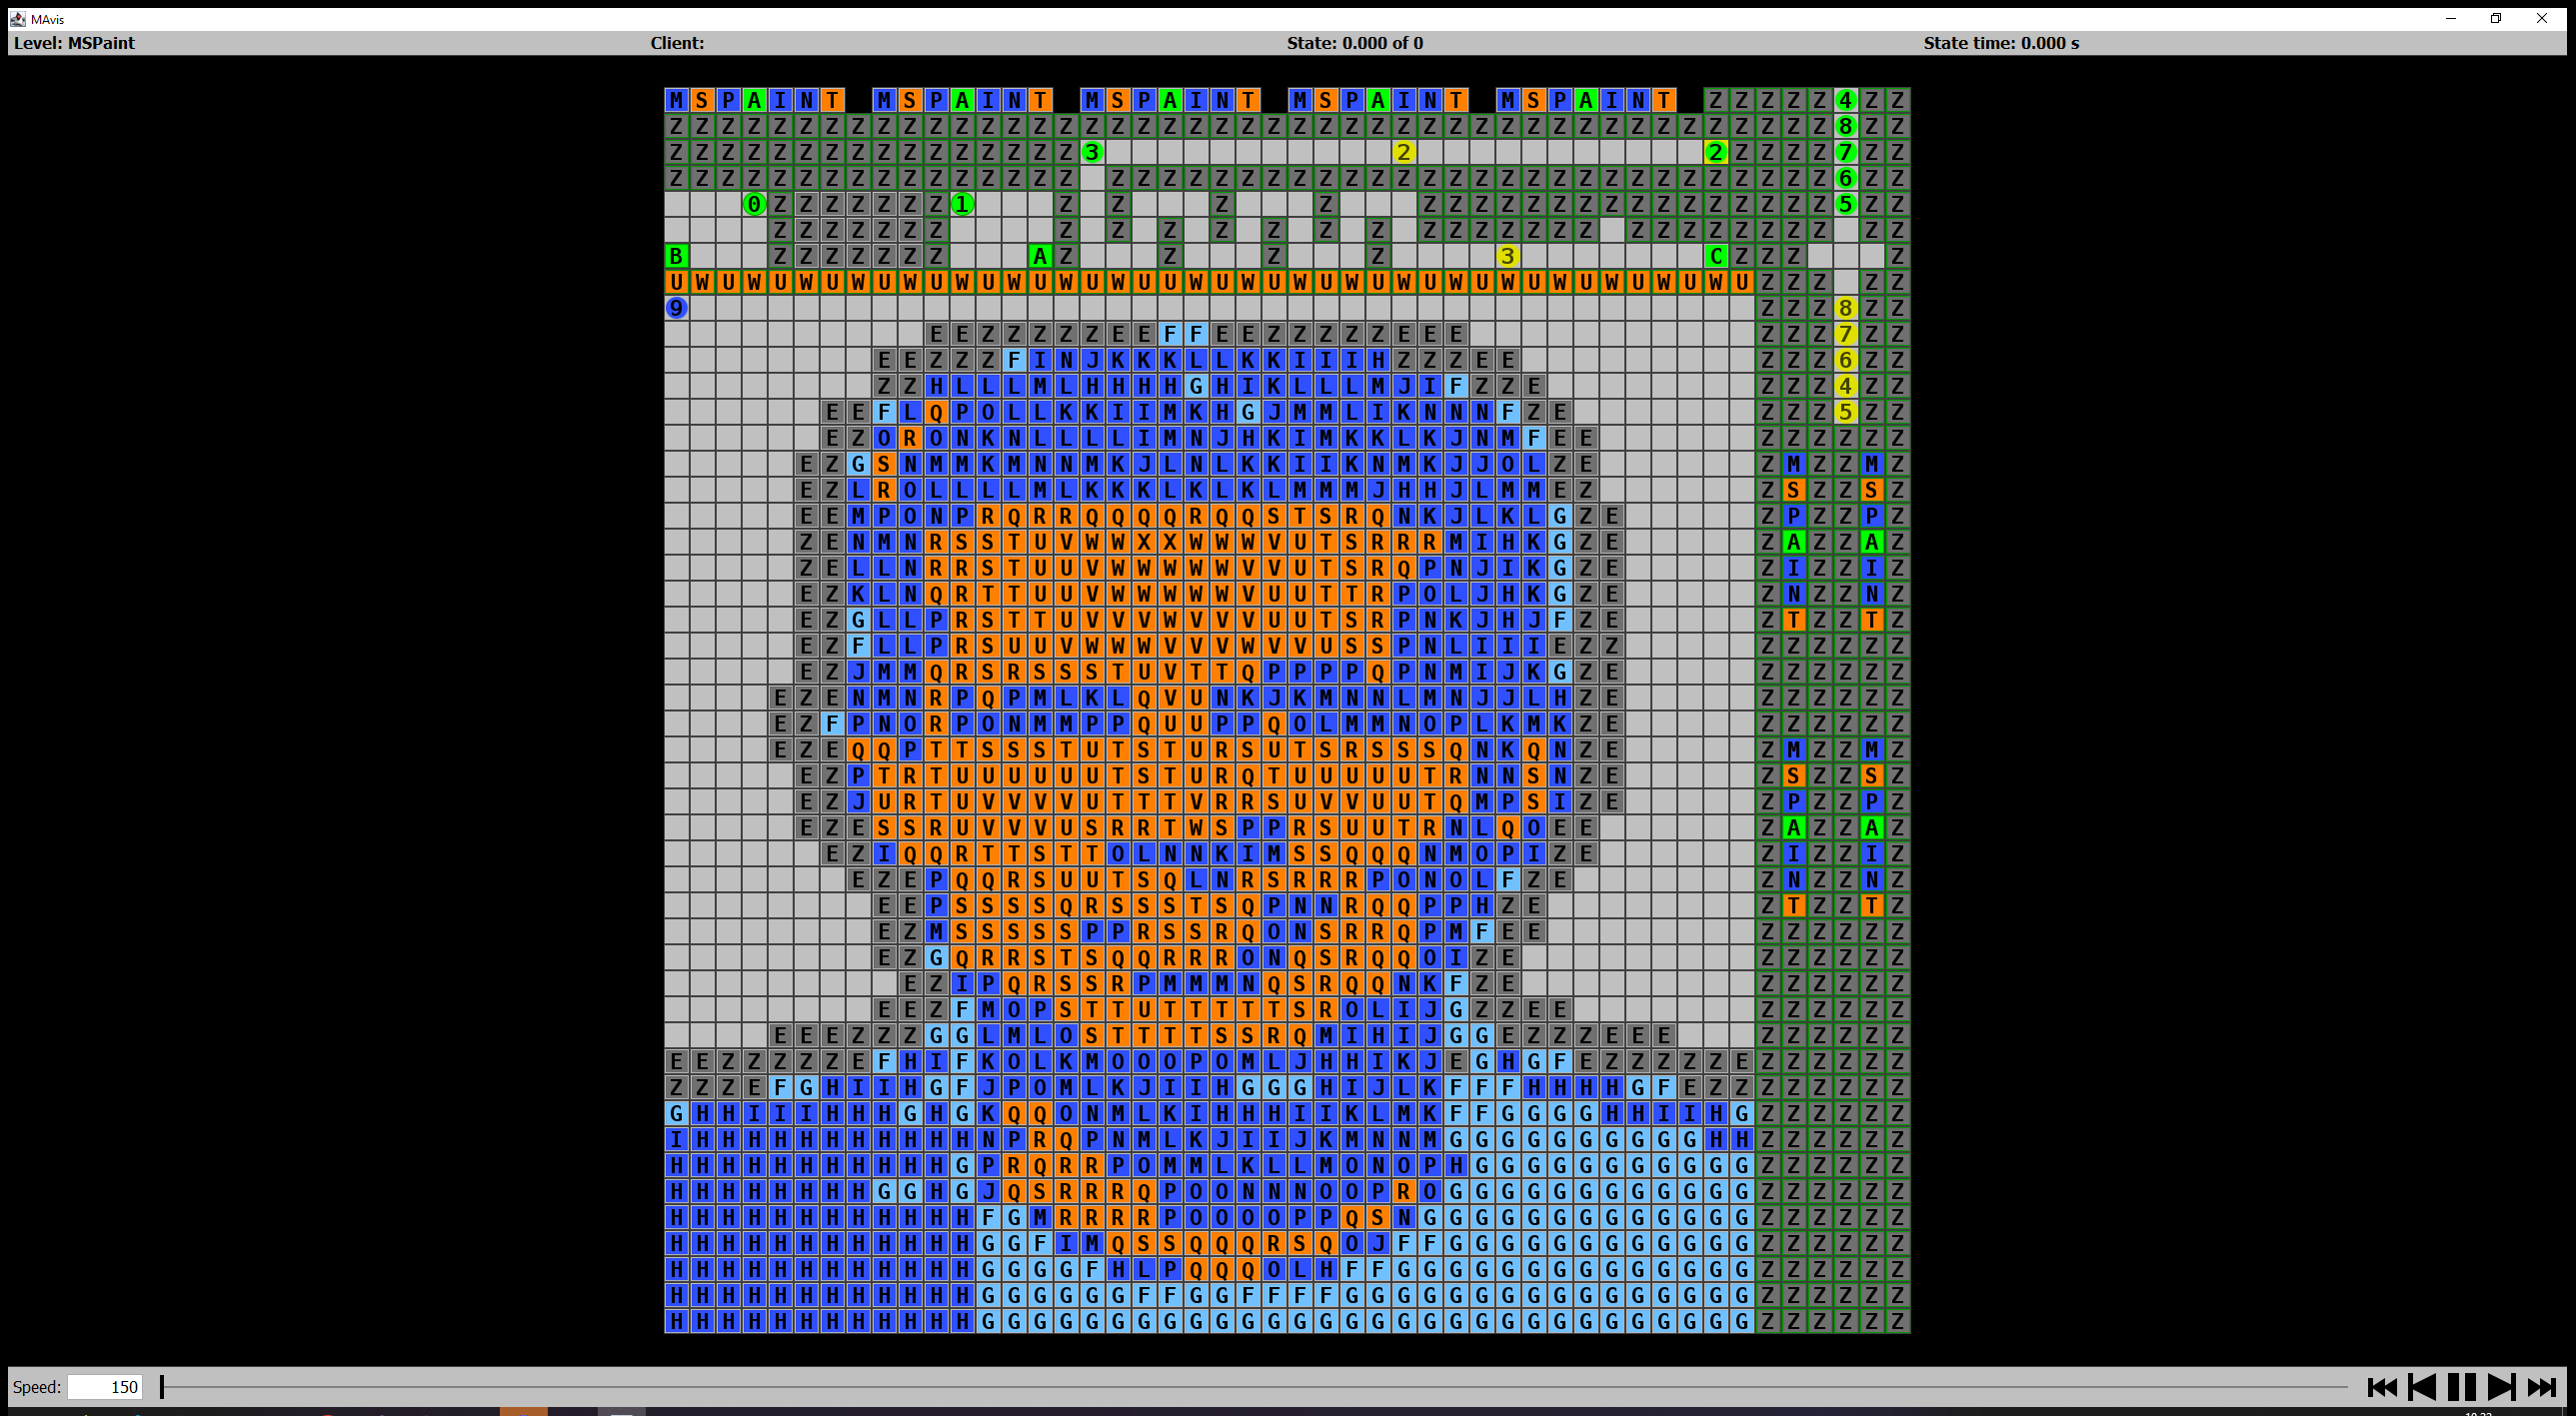 MAvis
Level: MSPaint Client: State: 0.000 of 0 State time: 0.000 s
M S P A I N T M S P A I N T M S P A I N T M S P A I N T M S P A I N T Z Z Z Z Z 4 Z Z
Z Z Z Z Z Z Z Z Z Z Z Z Z Z Z Z Z Z Z Z Z Z Z Z Z Z Z Z Z Z Z Z Z Z Z Z Z Z Z Z Z Z Z Z Z 8 Z Z
Z Z Z Z Z Z Z Z Z Z Z Z Z Z Z Z 3 2 2 Z Z Z Z 7 Z Z
Z Z Z Z Z Z Z Z Z Z Z Z Z Z Z Z Z Z Z Z Z Z Z Z Z Z Z Z Z Z Z Z Z Z Z Z Z Z Z Z Z Z Z Z 6 Z Z
0 Z Z Z Z Z Z Z 1 Z Z Z Z Z Z Z Z Z Z Z Z Z Z Z Z Z Z Z Z 5 Z Z
Z Z Z Z Z Z Z Z Z Z Z Z Z Z Z Z Z Z Z Z Z Z Z Z Z Z Z Z Z Z Z Z
B Z Z Z Z Z Z Z A Z Z Z Z 3 C Z Z Z Z
U W U W U W U W U W U W U W U W U W U U W U W U W U W U W U W U W U W U W U W U W U Z Z Z Z Z
9 Z Z Z 8 Z Z
E E Z Z Z Z Z E E F F E E Z Z Z Z Z E E E Z Z Z 7 Z Z
E E Z Z Z F I N J K K K L L K K I I I H Z Z Z E E Z Z Z 6 Z Z
Z Z H L L L M L H H H H G H I K L L L M J I F Z Z E Z Z Z 4 Z Z
E E F L Q P O L L K K I I M K H G J M M L I K N N N F Z E Z Z Z 5 Z Z
E Z O R O N K N L L L L I M N J H K I M K K L K J N M F E E Z Z Z Z Z Z
E Z G S N M M K M N N M K J L N L K K I I K N M K J J O L Z E Z M Z Z M Z
E Z L R O L L L L M L K K K L K L K L M M M J H H J L M M E Z Z S Z Z S Z
E E M P O N P R Q R R Q Q Q Q R Q Q S T S R Q N K J L K L G Z E Z P Z Z P Z
Z E N M N R S S T U V W W X X W W W V U T S R R R M I H K G Z E Z A Z Z A Z
Z E L L N R R S T U U V W W W W W V V U T S R Q P N J I K G Z E Z I Z Z I Z
E Z K L N Q R T T U U V W W W W W V U U T T R P O L J H K G Z E Z N Z Z N Z
E Z G L L P R S T T U V V V W V V V U U T S R P N K J H J F Z E Z T Z Z T Z
E Z F L L P R S U U V W W W V V V W V V U S S P N L I I I E Z Z Z Z Z Z Z Z
E Z J M M Q R S R S S S T U V T T Q P P P P Q P N M I J K G Z E Z Z Z Z Z Z
E Z E N M N R P Q P M L K L Q V U N K J K M N N L M N J J L H Z E Z Z Z Z Z Z
E Z F P N O R P O N M M P P Q U U P P Q O L M M N O P L K M K Z E Z Z Z Z Z Z
E Z E Q Q P T T S S S T U T S T U R S U T S R S S S Q N K Q N Z E Z M Z Z M Z
E Z P T R T U U U U U U T S T U R Q T U U U U U T R N N S N Z E Z S Z Z S Z
E Z J U R T U V V V V U T T T V R R S U V V U U T Q M P S I Z E Z P Z Z P Z
E Z E S S R U V V V U S R R T W S P P R S U U T R N L Q O E E Z A Z Z A Z
E Z I Q Q R T T S T T O L N N K I M S S Q Q Q N M O P I Z E Z I Z Z I Z
E Z E P Q Q R S U U T S Q L N R S R R R P O N O L F Z E Z N Z Z N Z
E E P S S S S Q R S S S T S Q P N N R Q Q P P H Z E Z T Z Z T Z
E Z M S S S S S P P R S S R Q O N S R R Q P M F E E Z Z Z Z Z Z
E Z G Q R R S T S Q Q R R R O N Q S R Q Q O I Z E Z Z Z Z Z Z
E Z I P Q R S S R P M M M N Q S R Q Q N K F Z E Z Z Z Z Z Z
E E Z F M O P S T T U T T T T T S R O L I J G Z Z E E Z Z Z Z Z Z
E E E Z Z Z G G L M L O S T T T T S S R Q M I H I J G G E Z Z Z E E E Z Z Z Z Z Z
E E Z Z Z Z Z E F H I F K O L K M O O O P O M L J H H I K J E G H G F E Z Z Z Z Z E Z Z Z Z Z Z
Z Z Z E F G H I I H G F J P O M L K J I I H G G G H I J L K F F F H H H H G F E Z Z Z Z Z Z Z Z
G H H I I I H H H G H G K Q Q O N M L K I H H H I I K L M K F F G G G G H H I I H G Z Z Z Z Z Z
I H H H H H H H H H H H N P R Q P N M L K J I I J K M N N M G G G G G G G G G G H H Z Z Z Z Z Z
H H H H H H H H H H H G P R Q R R P O M M L K L L M O N O P H G G G G G G G G G G G Z Z Z Z Z Z
H H H H H H H H G G H G J Q S R R R Q P O O N N N O O P R O G G G G G G G G G G G G Z Z Z Z Z Z
H H H H H H H H H H H H F G M R R R R P O O O O P P Q S N G G G G G G G G G G G G G Z Z Z Z Z Z
H H H H H H H H H H H H G G F I M Q S S Q Q Q R S Q O J F F G G G G G G G G G G G G Z Z Z Z Z Z
H H H H H H H H H H H H G G G G F H L P Q Q Q O L H F F G G G G G G G G G G G G G G Z Z Z Z Z Z
H H H H H H H H H H H H G G G G G G F F G G F F F F G G G G G G G G G G G G G G G G Z Z Z Z Z Z
H H H H H H H H H H H H G G G G G G G G G G G G G G G G G G G G G G G G G G G G G G Z Z Z Z Z Z
Speed: 150